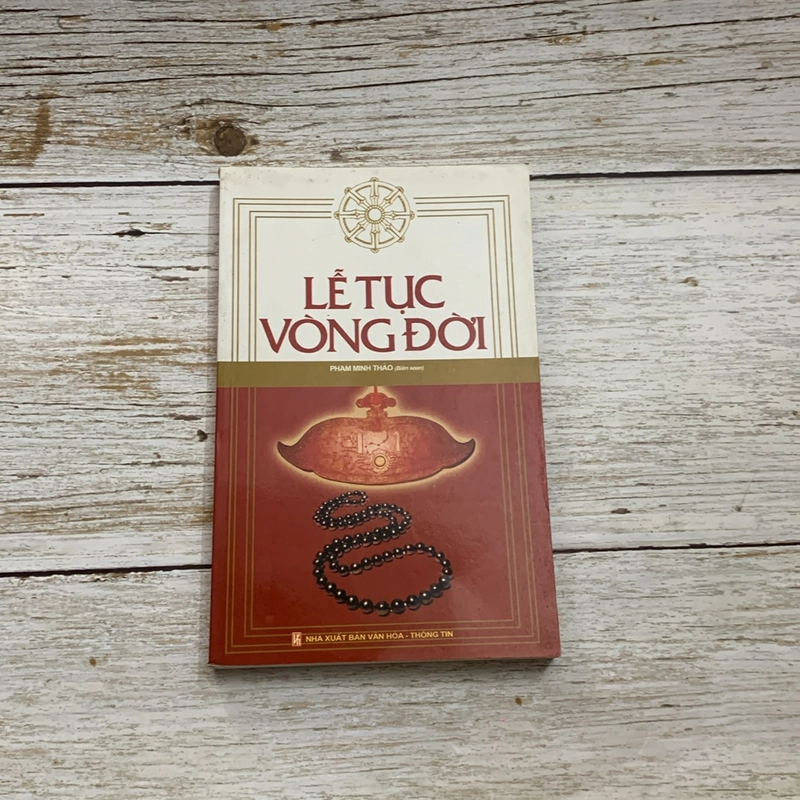 LỄ TỤC
VÒNG ĐỜI
PHẠM MINH THẢO (Biên soạn)
NHÀ XUẤT BẢN VĂN HÓA - THÔNG TIN